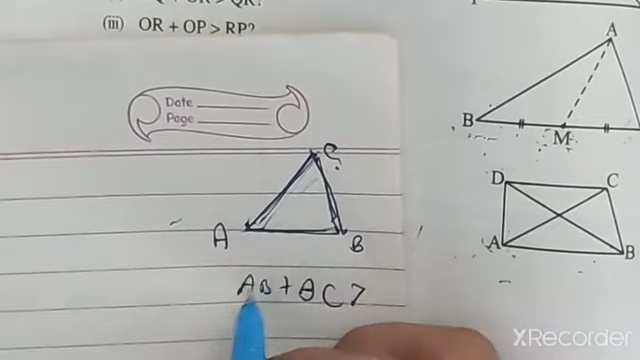 (iii) OR + OP > RP?
Date
Page
C
A
B
AB + BC >
A
B
M
D
C
A
B
XRecorder